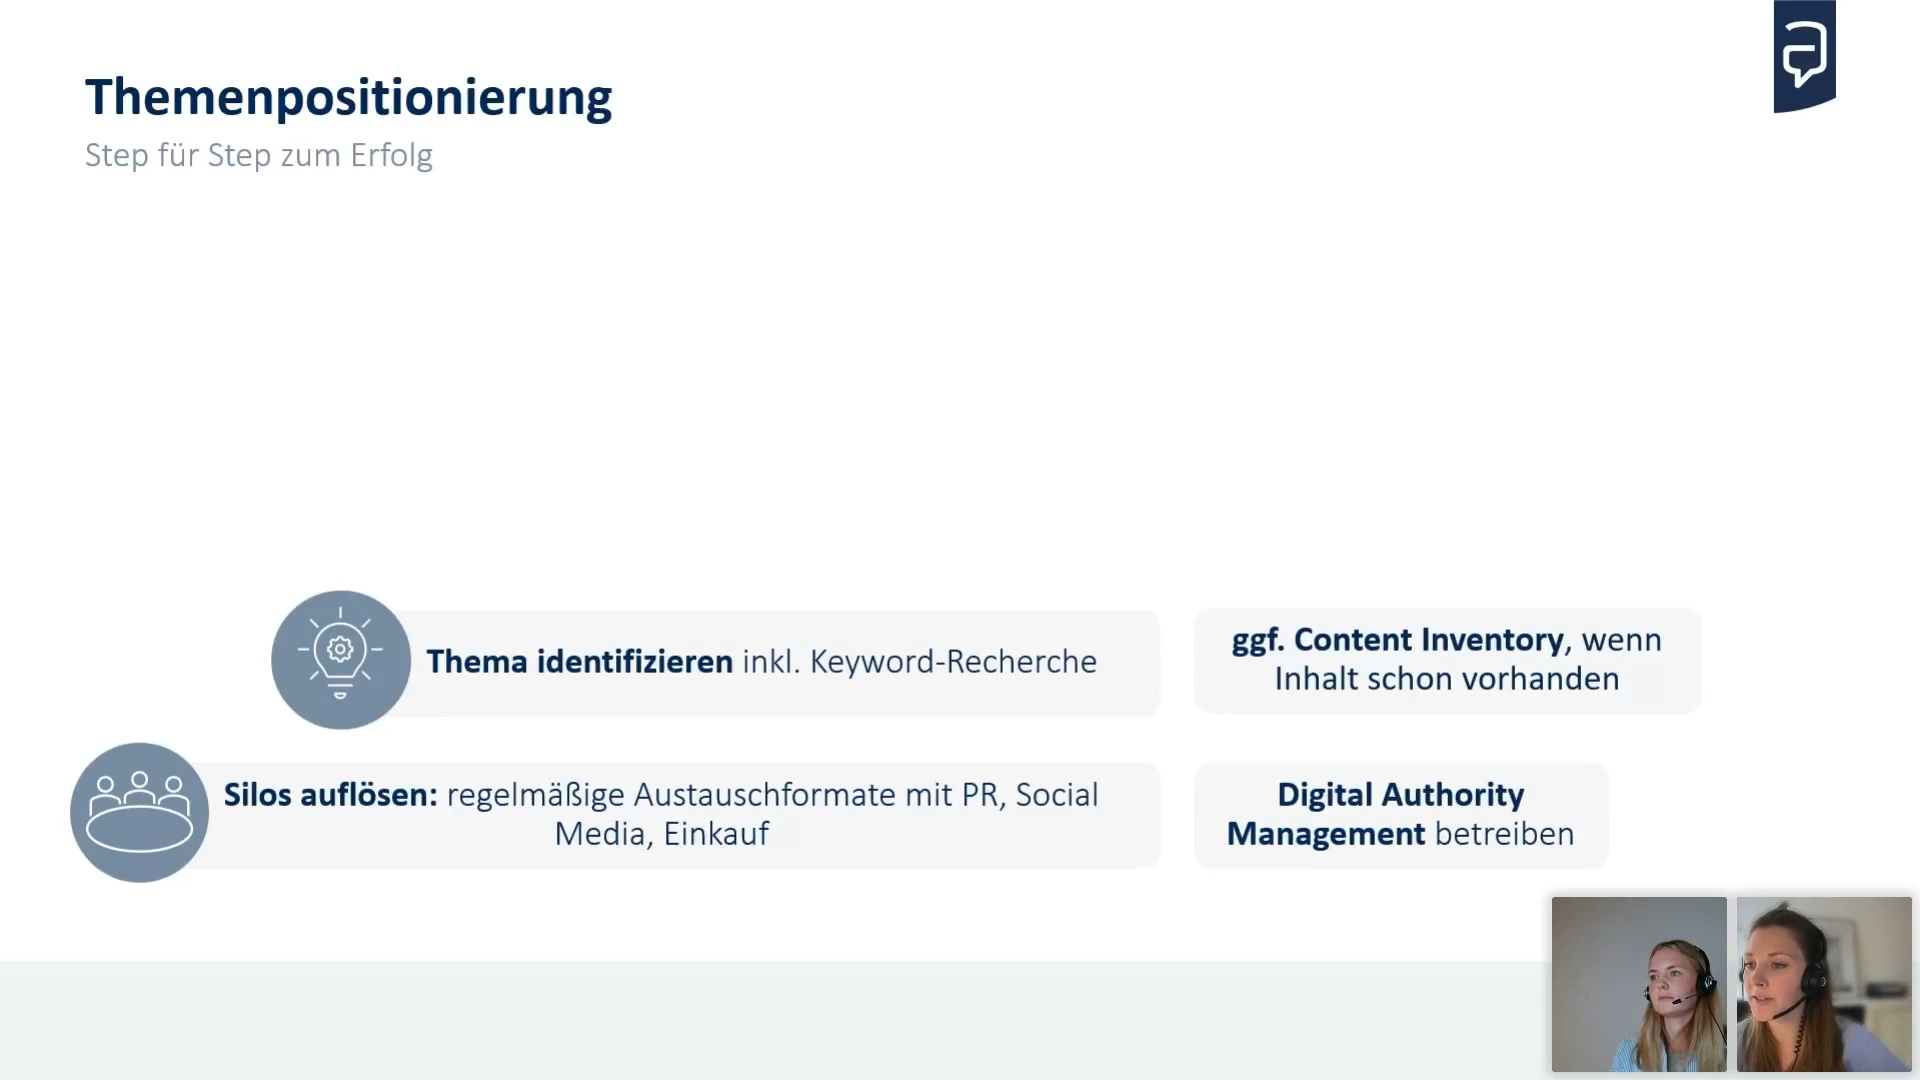 Themenpositionierung
Step für Step zum Erfolg
Thema identifizieren inkl. Keyword-Recherche
ggf. Content Inventory, wenn
Inhalt schon vorhanden
Silos auflösen: regelmäßige Austauschformate mit PR, Social
Media, Einkauf
Digital Authority
Management betreiben